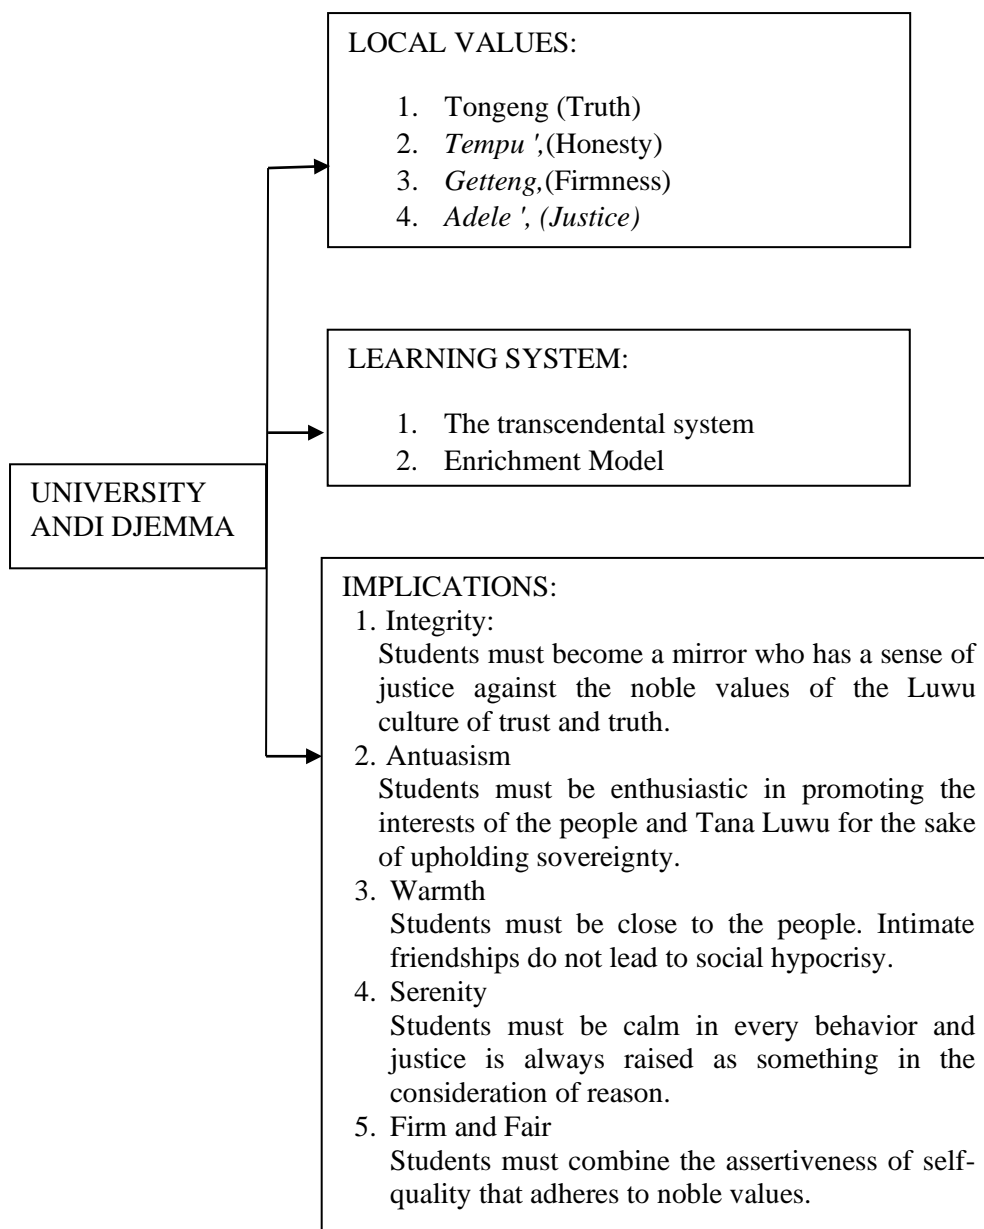 LOCAL VALUES:
1. Tongeng (Truth)
2. Tempu ',(Honesty)
3. Getteng,(Firmness)
4. Adele ', (Justice)
LEARNING SYSTEM:
1. The transcendental system
2. Enrichment Model
UNIVERSITY
ANDI DJEMMA
IMPLICATIONS:
1. Integrity:
Students must become a mirror who has a sense of
justice against the noble values of the Luwu
culture of trust and truth.
2. Antuasism
Students must be enthusiastic in promoting the
interests of the people and Tana Luwu for the sake
of upholding sovereignty.
3. Warmth
Students must be close to the people. Intimate
friendships do not lead to social hypocrisy.
4. Serenity
Students must be calm in every behavior and
justice is always raised as something in the
consideration of reason.
5. Firm and Fair
Students must combine the assertiveness of self-
quality that adheres to noble values.